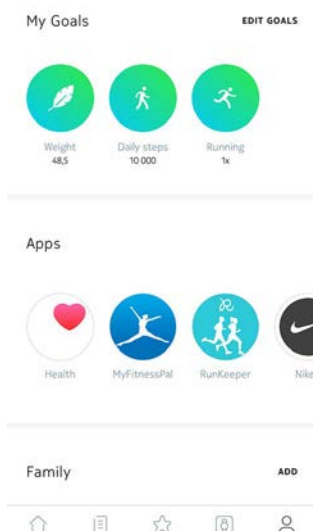 My Goals EDIT GOALS
Weight Daily steps Running
48,5 10 000 1x
Apps
Health MyFitnessPal RunKeeper Nike
Family ADD